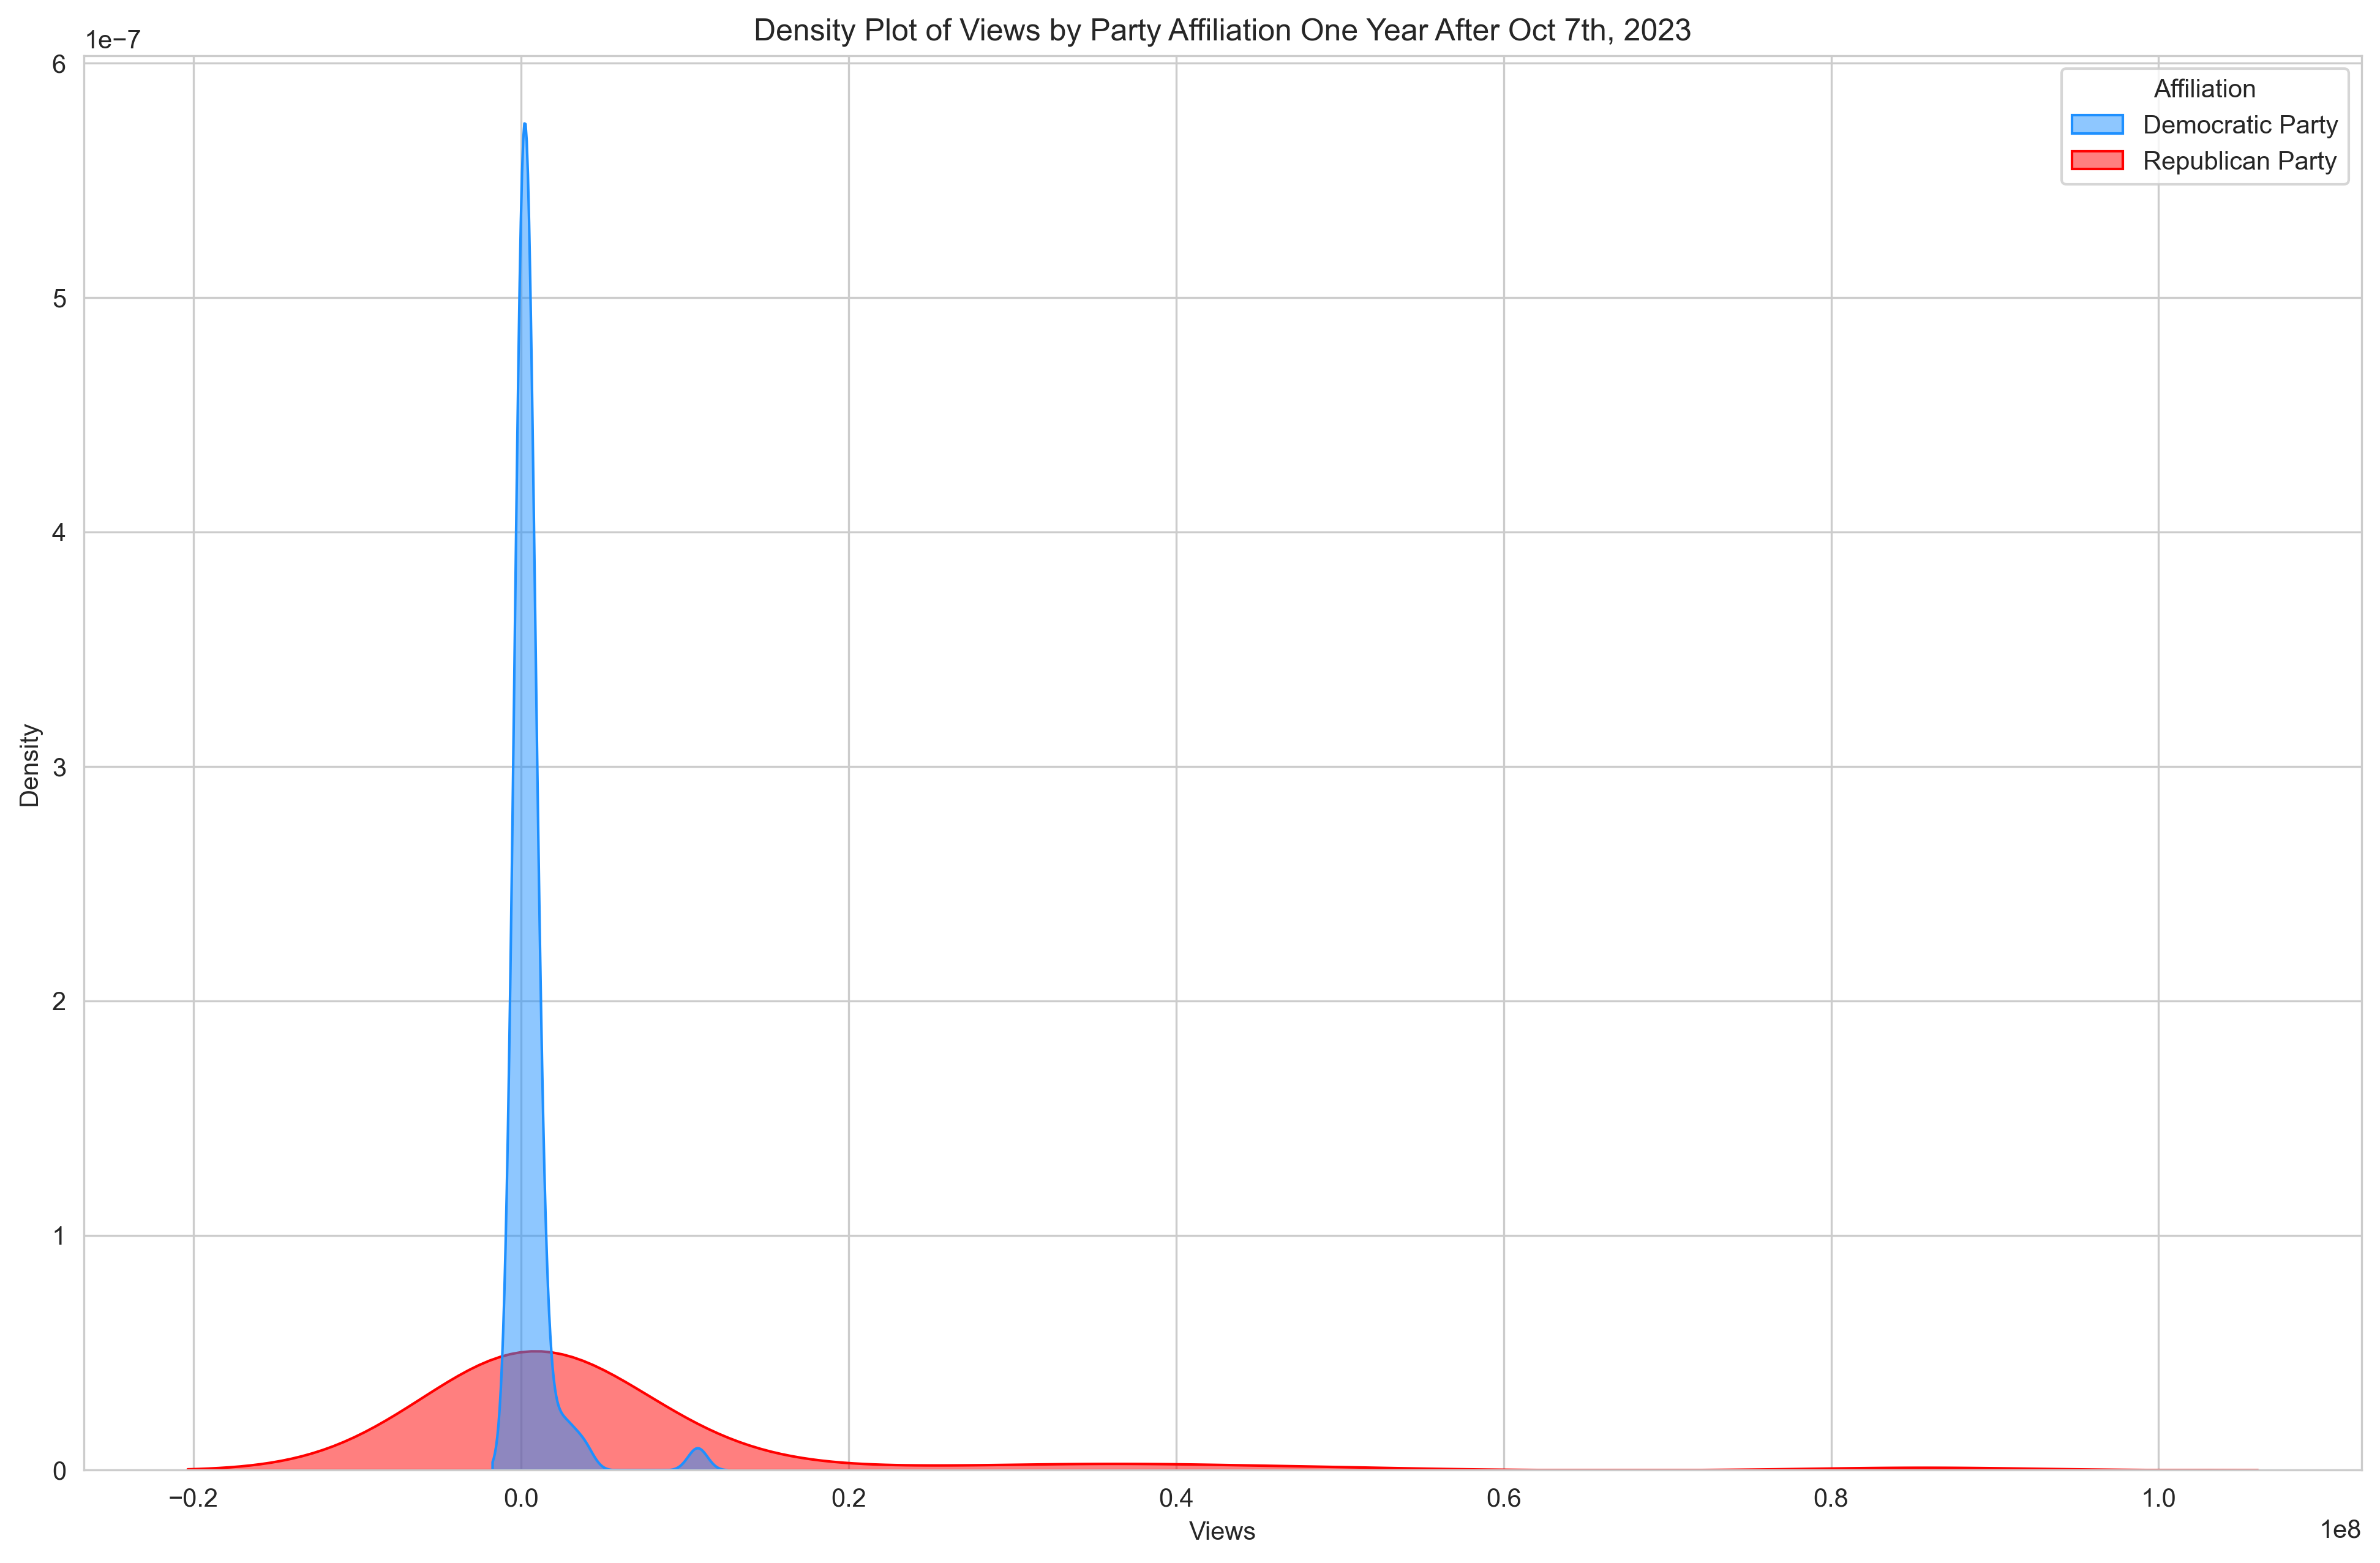 Density Plot of Views by Party Affiliation One Year After Oct 7th, 2023
1e−7
6
5
4
3
2
1
0
Density
Affiliation
Democratic Party
Republican Party
−0.2
0.0
0.2
0.4
0.6
0.8
1.0
1e8
Views